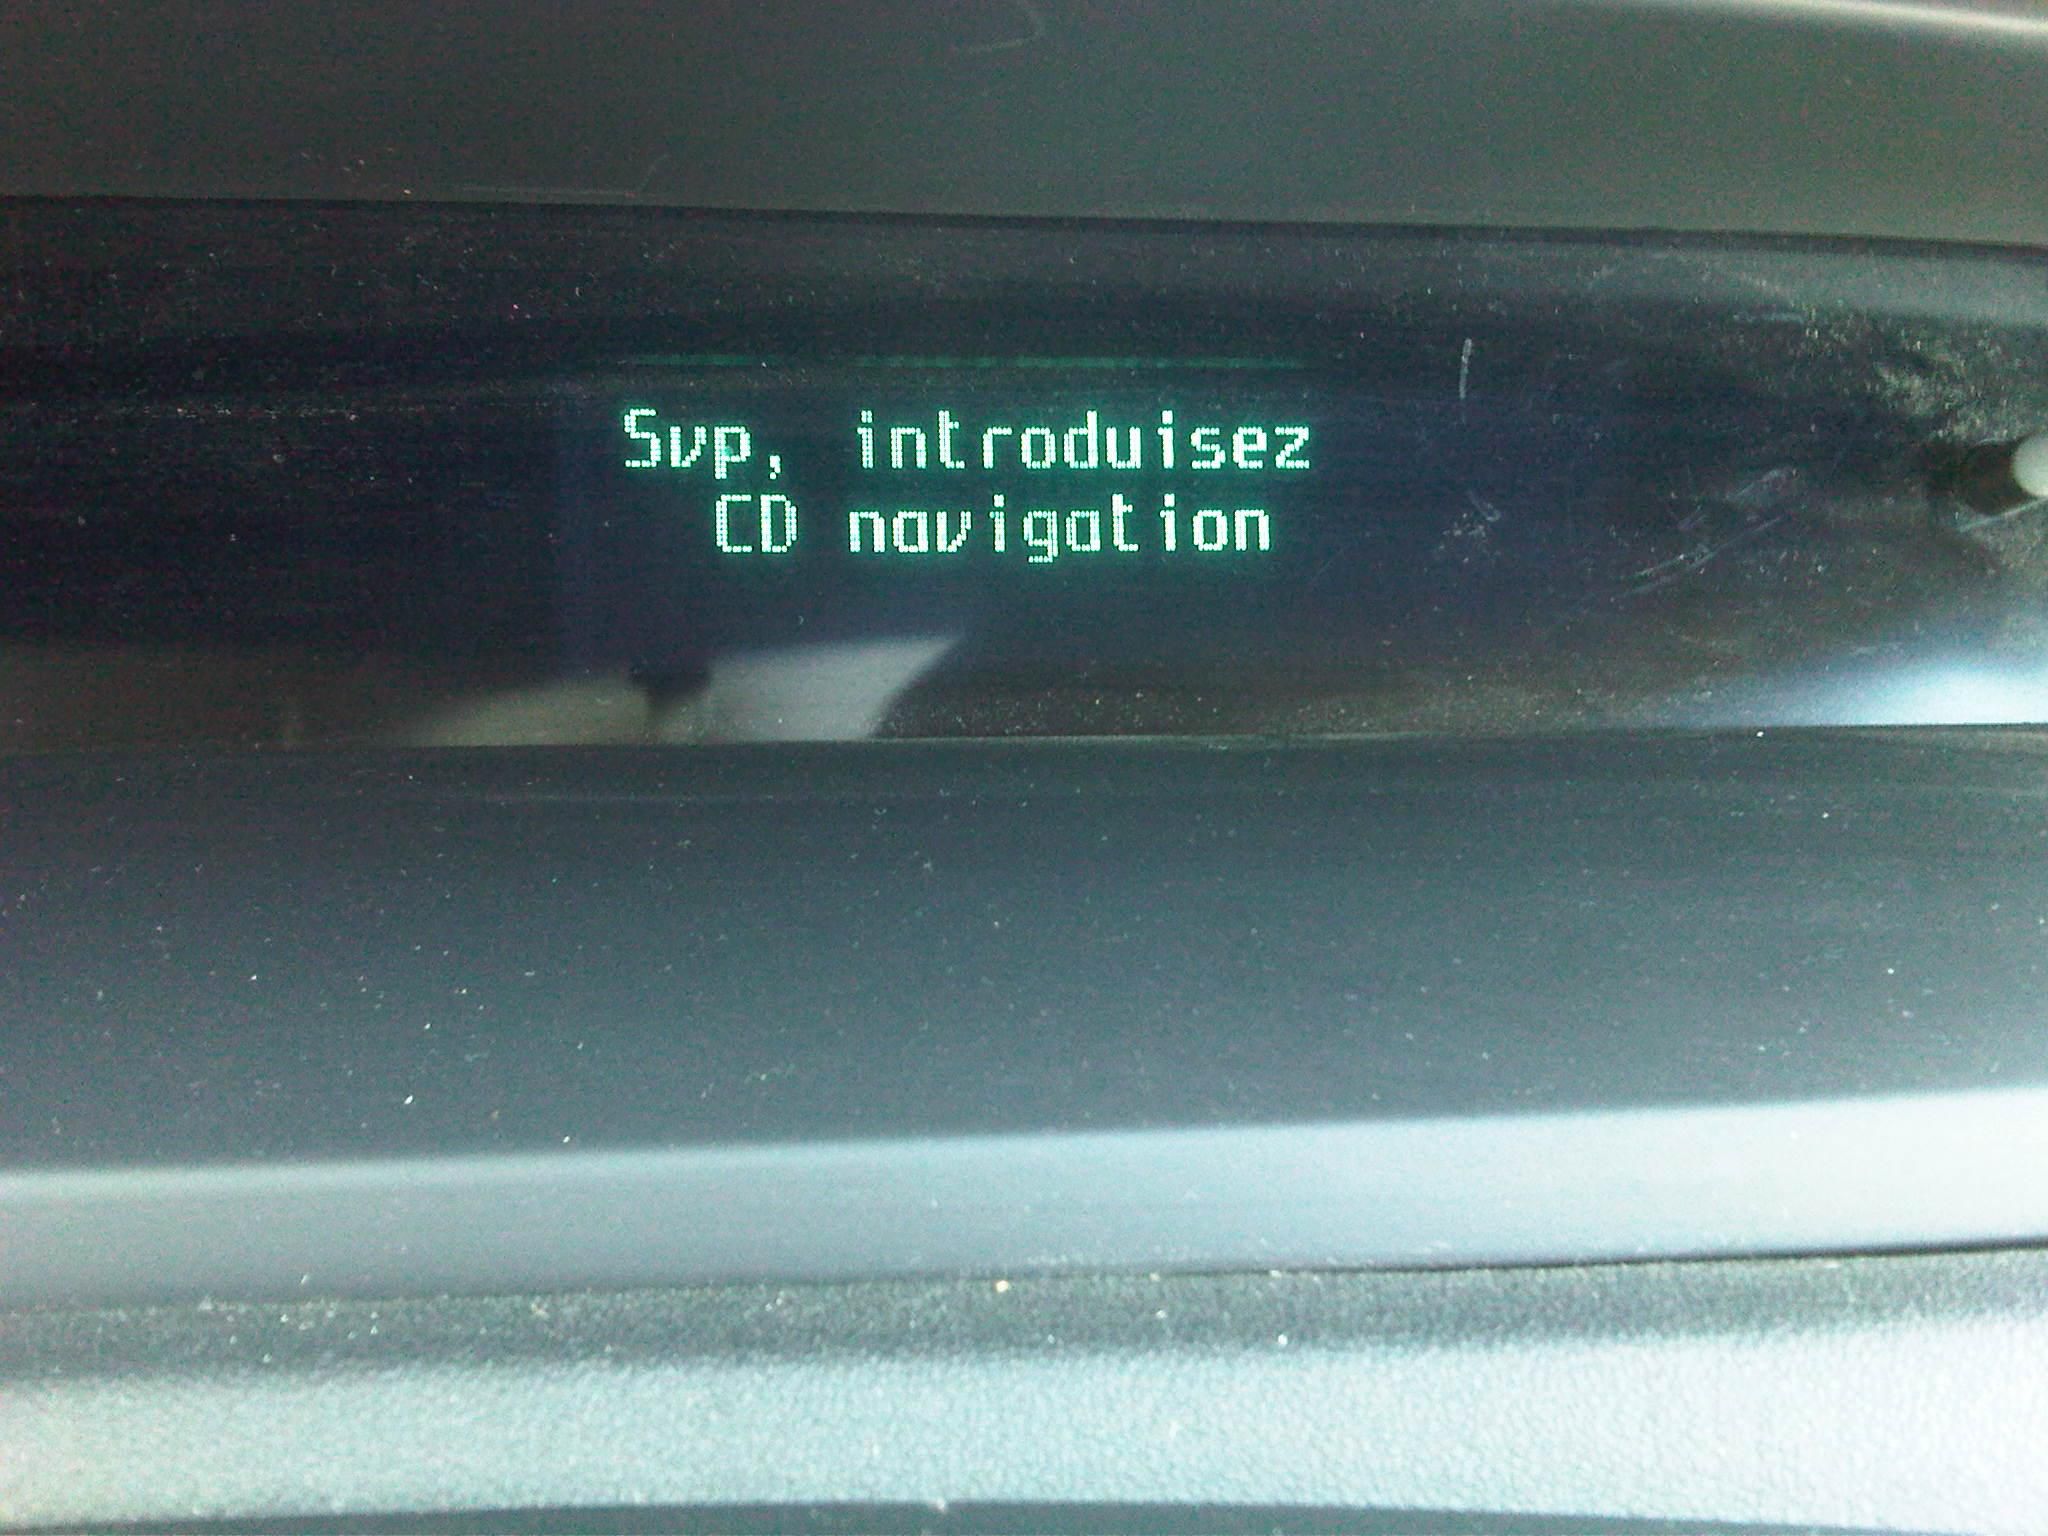 Svp, introduisez
CD navigation